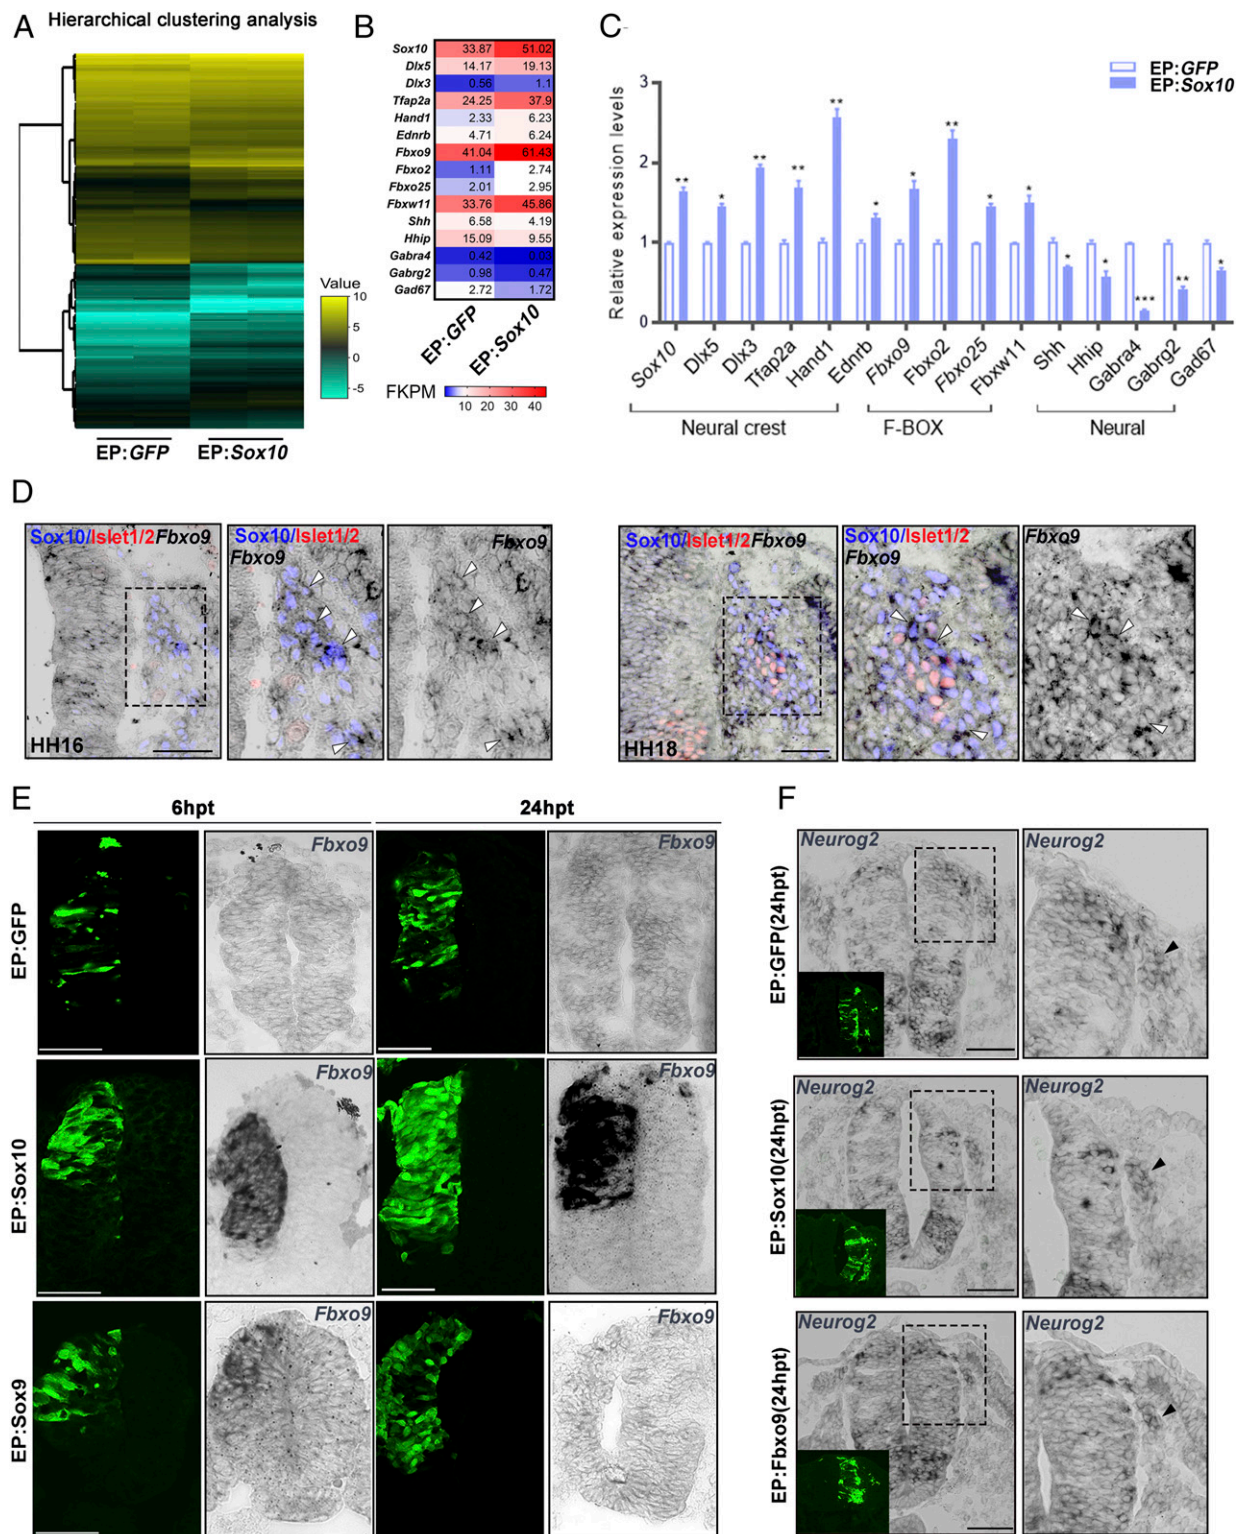 A
Hierarchical clustering analysis
Value
10
5
0
-5
EP:GFP EP:Sox10
B
Sox10 33.87 51.02
Dlx5 14.17 19.13
Dlx3 0.56 1.1
Tfap2a 24.25 37.9
Hand1 2.33 6.23
Ednrb 4.71 6.24
Fbxo9 41.04 61.43
Fbxo2 1.11 2.74
Fbxo25 2.01 2.95
Fbxw11 33.76 45.86
Shh 6.58 4.19
Hhip 15.09 9.55
Gabra4 0.42
Gabrg2 0.98 0.47
Gad67 2.72 1.72
EP:GFP
EP:Sox10
FKPM
10 20 30 40
C
EP:GFP
EP:Sox10
Relative expression levels
3
2
1
0
** * ** ** ** * * ** * * * * *** ** *
Sox10 Dlx5 Dlx3 Tfap2a Hand1 Ednrb Fbxo9 Fbxo2 Fbxo25 Fbxw11 Shh Hhip Gabra4 Gabrg2 Gad67
Neural crest F-BOX Neural
D
Sox10/Islet1/2Fbxo9
HH16
Sox10/Islet1/2
Fbxo9
Fbxo9
Sox10/Islet1/2Fbxo9
HH18
Sox10/Islet1/2
Fbxo9
Fbxo9
E
6hpt 24hpt
EP:GFP
Fbxo9
Fbxo9
EP:Sox10
Fbxo9
Fbxo9
EP:Sox9
Fbxo9
Fbxo9
F
EP:GFP(24hpt)
Neurog2
Neurog2
EP:Sox10(24hpt)
Neurog2
Neurog2
EP:Fbxo9(24hpt)
Neurog2
Neurog2